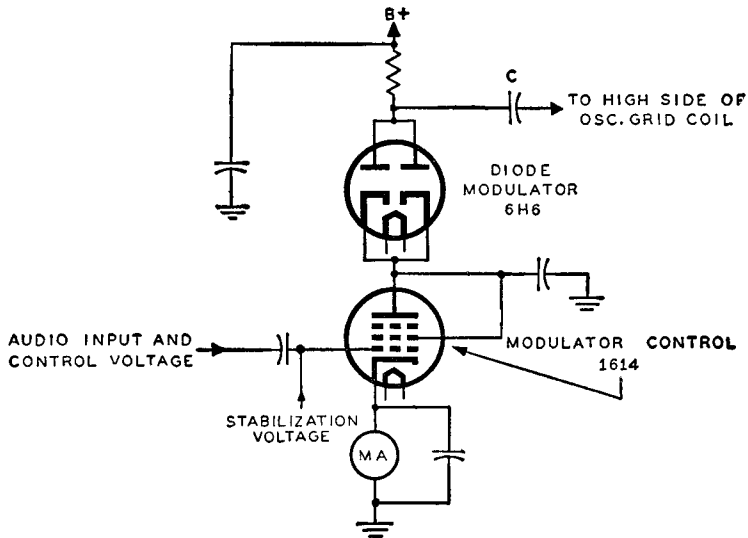 B+
C
TO HIGH SIDE OF
OSC. GRID COIL
DIODE
MODULATOR
6H6
AUDIO INPUT AND
CONTROL VOLTAGE
MODULATOR CONTROL
1614
STABILIZATION
VOLTAGE
MA